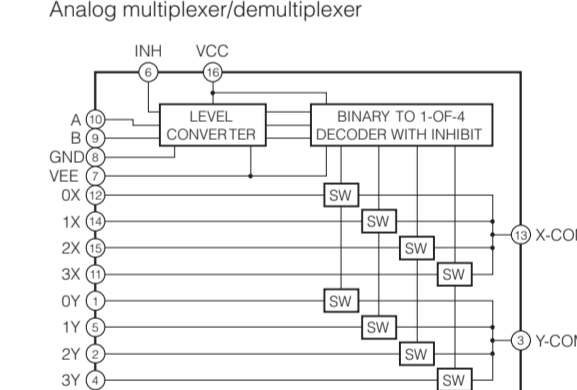 Analog multiplexer/demultiplexer
INH VCC
6 16
A 10
LEVEL CONVERTER
BINARY TO 1-OF-4 DECODER WITH INHIBIT
B 9
GND 8
VEE 7
0X 12 SW
1X 14 SW
13 X-COM
2X 15 SW
3X 11 SW
0Y 1 SW
1Y 5 SW
3 Y-COM
2Y 2 SW
3Y 4 SW